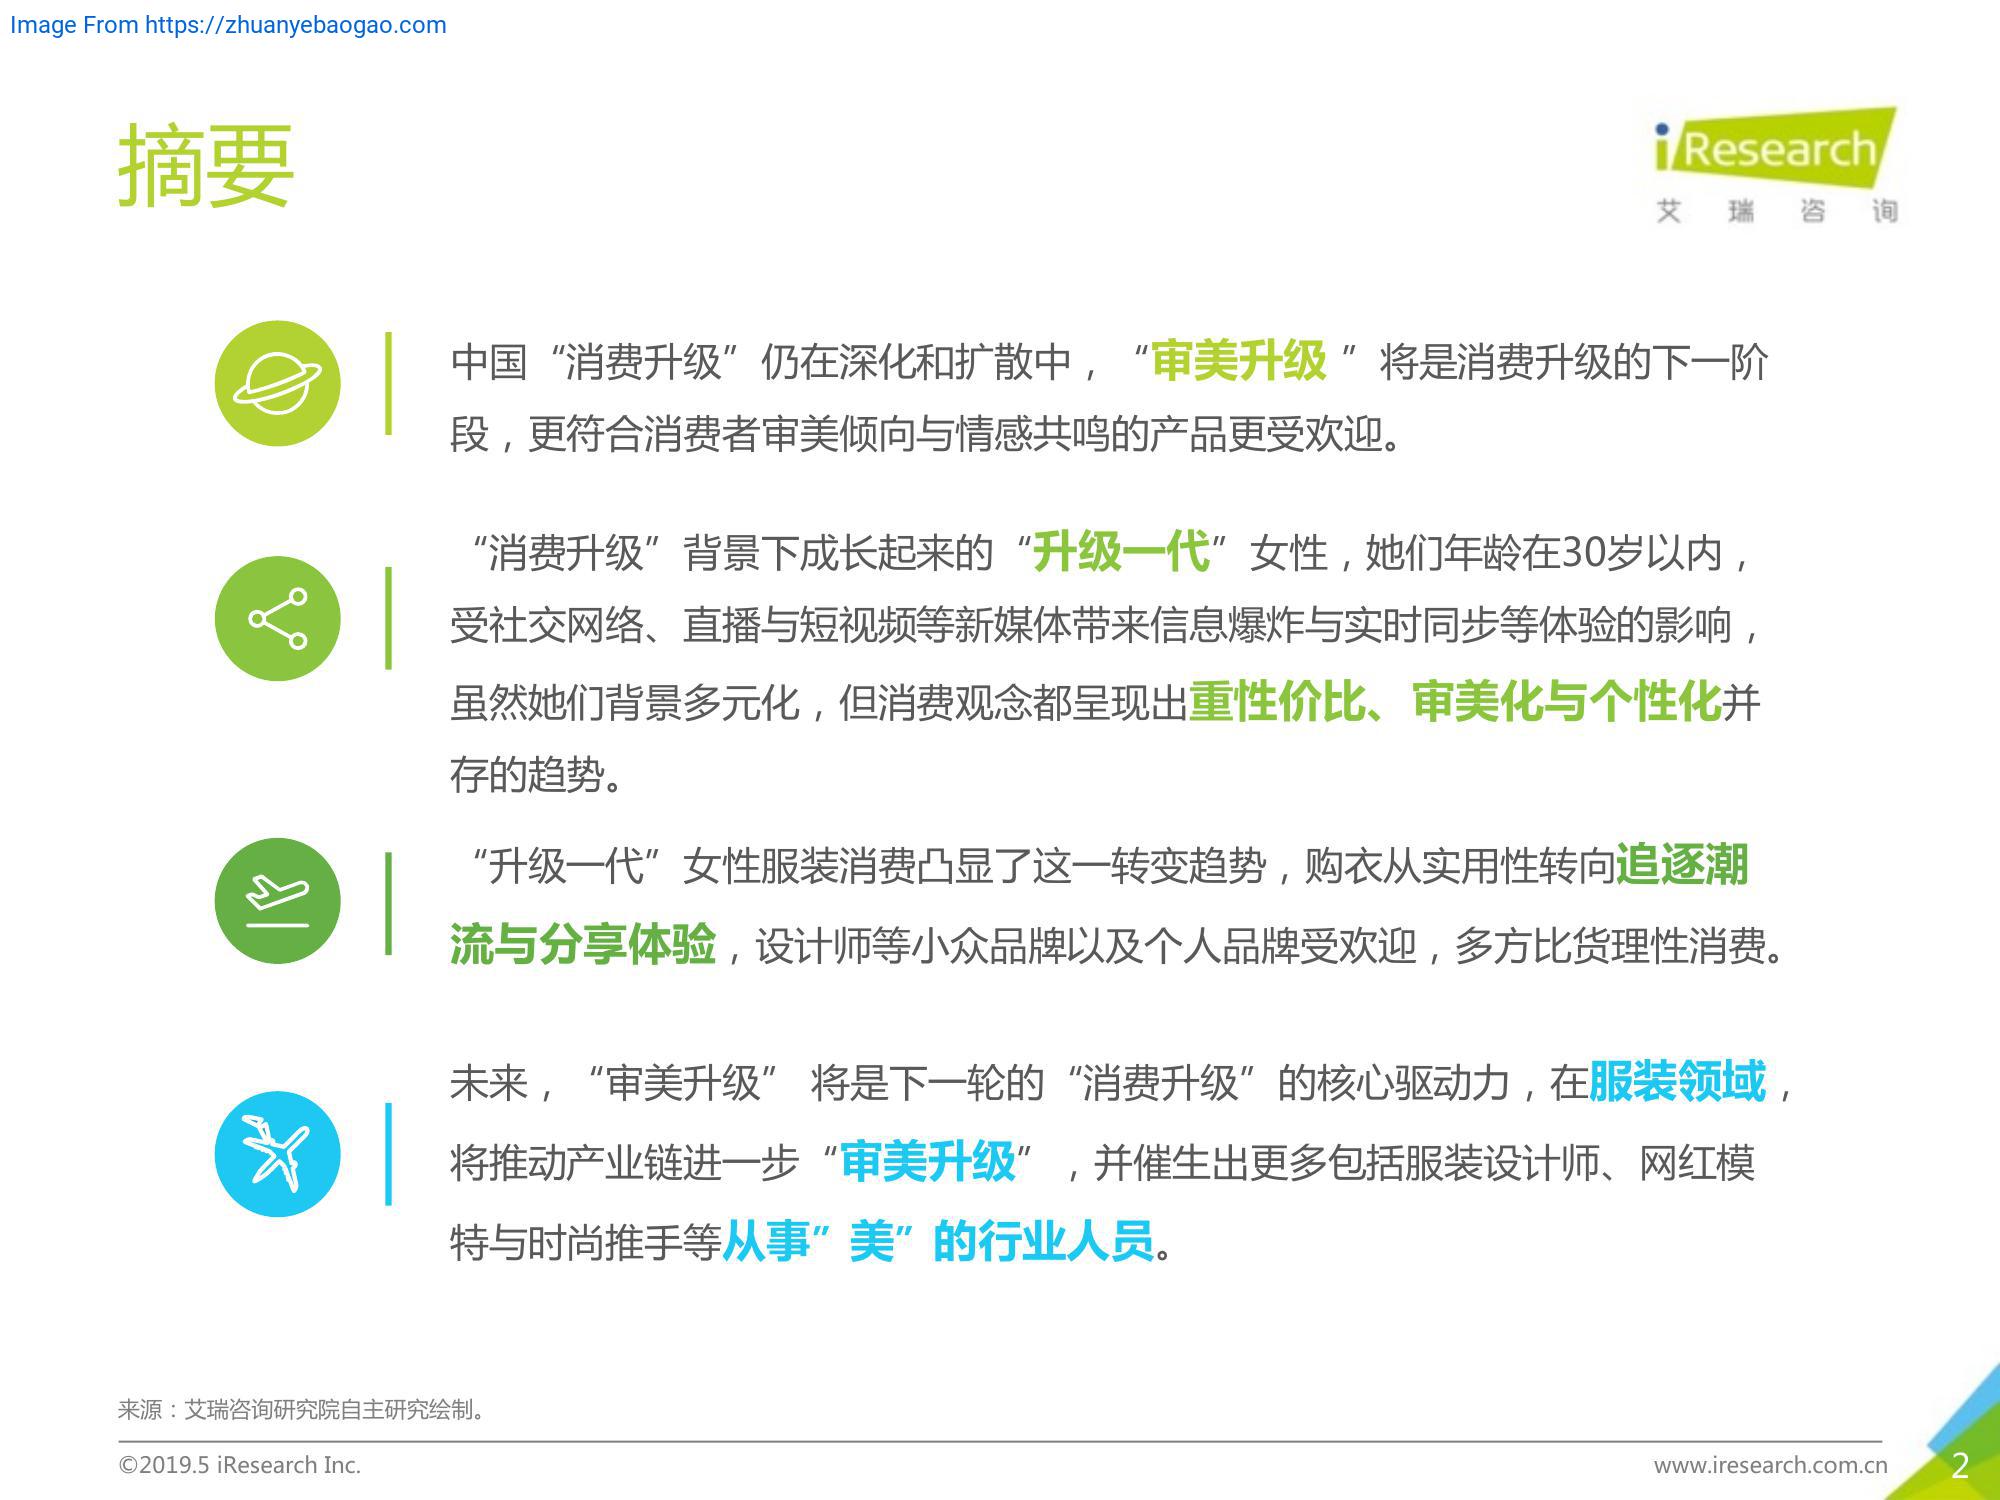 Image From https://zhuanyebaogao.com
摘要
iResearch
艾瑞咨询
中国“消费升级”仍在深化和扩散中，“审美升级 ”将是消费升级的下一阶
段，更符合消费者审美倾向与情感共鸣的产品更受欢迎。
“消费升级”背景下成长起来的“升级一代”女性，她们年龄在30岁以内，
受社交网络、直播与短视频等新媒体带来信息爆炸与实时同步等体验的影响，
虽然她们背景多元化，但消费观念都呈现出重性价比、审美化与个性化并
存的趋势。
“升级一代”女性服装消费凸显了这一转变趋势，购衣从实用性转向追逐潮
流与分享体验，设计师等小众品牌以及个人品牌受欢迎，多方比货理性消费。
未来，“审美升级” 将是下一轮的“消费升级”的核心驱动力，在服装领域，
将推动产业链进一步“审美升级”，并催生出更多包括服装设计师、网红模
特与时尚推手等从事”美”的行业人员。
来源：艾瑞咨询研究院自主研究绘制。
©2019.5 iResearch Inc.
www.iresearch.com.cn
2